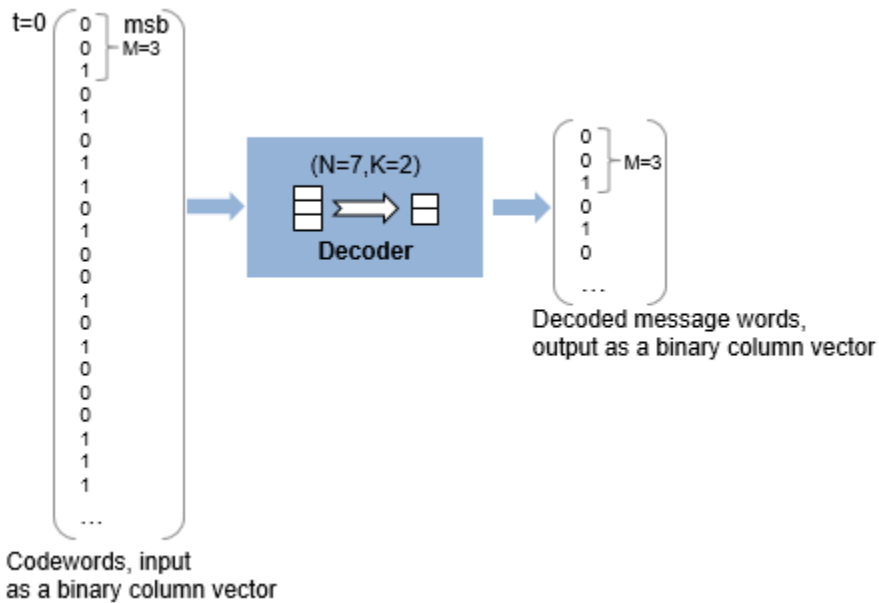 t=0 0 msb
0 M=3
1
0
1
0
1
1
0
1
0
0
1
0
1
0
0
0
1
1
1
...
Codewords, input
as a binary column vector
(N=7,K=2)
Decoder
0
0 M=3
1
0
1
0
...
Decoded message words,
output as a binary column vector